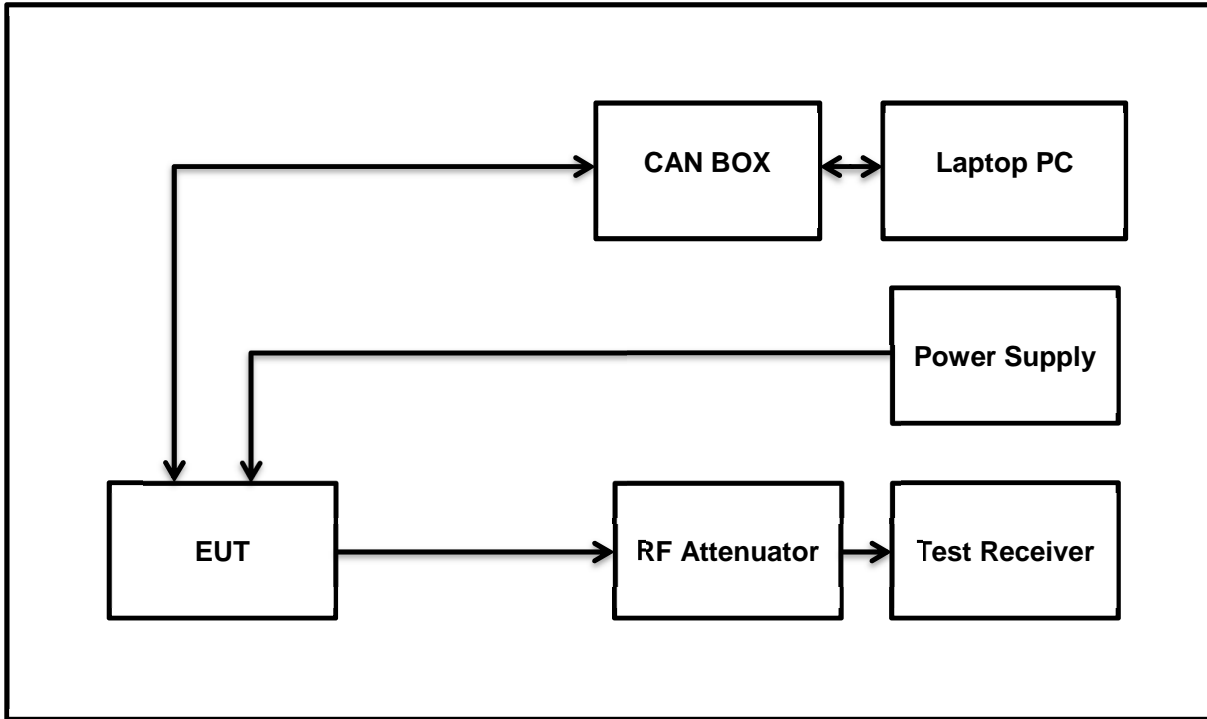 CAN BOX
Laptop PC
Power Supply
EUT
RF Attenuator
Test Receiver